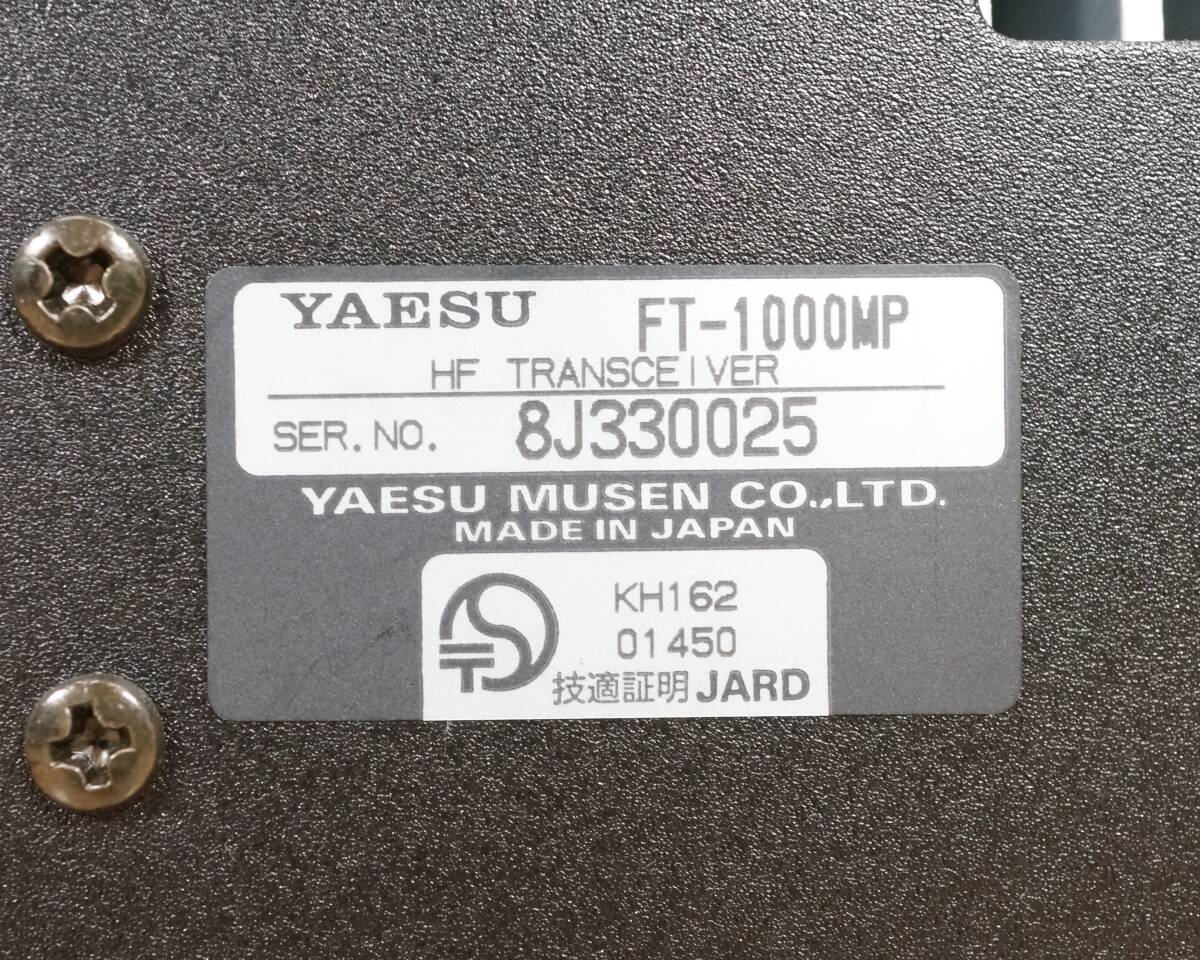 YAESU FT-1000MP
HF TRANSCEIVER
SER. NO. 8J330025
YAESU MUSEN CO.,LTD.
MADE IN JAPAN
KH162
01450
技適証明 JARD